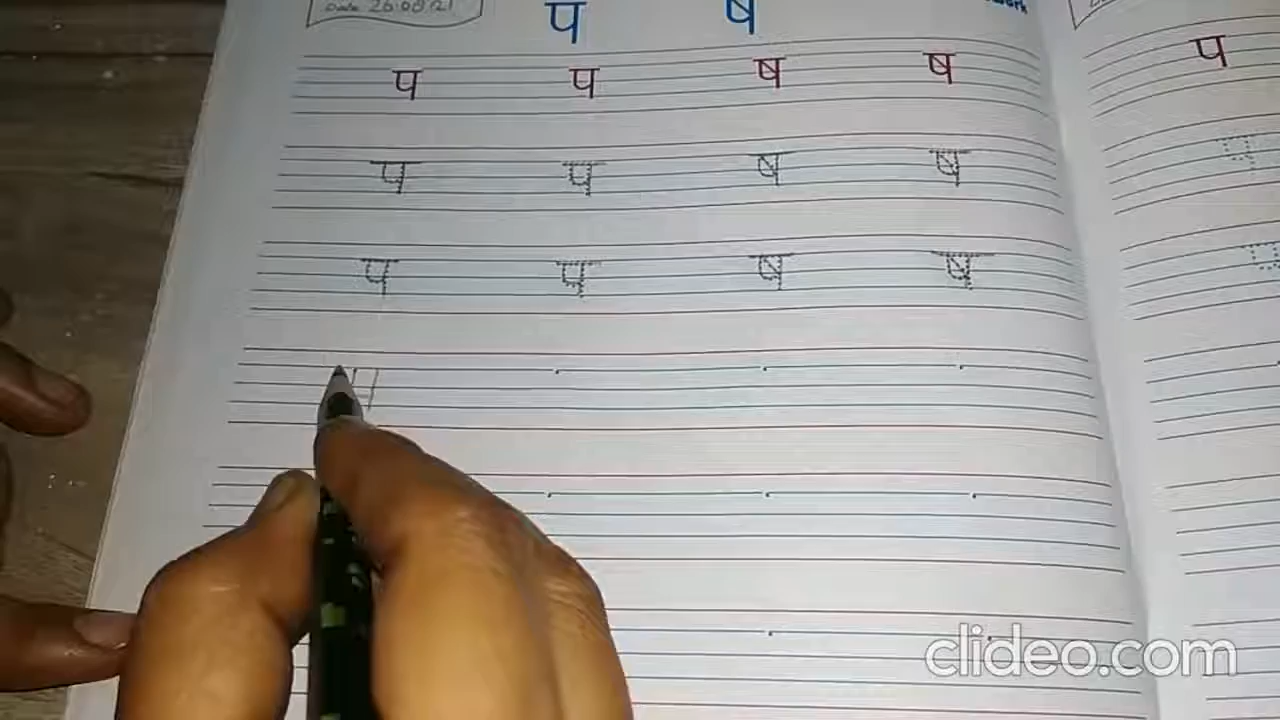 Date 26.08.21
प ष
प प ष ष प
प प ष ष
प प ष ष
clideo.com